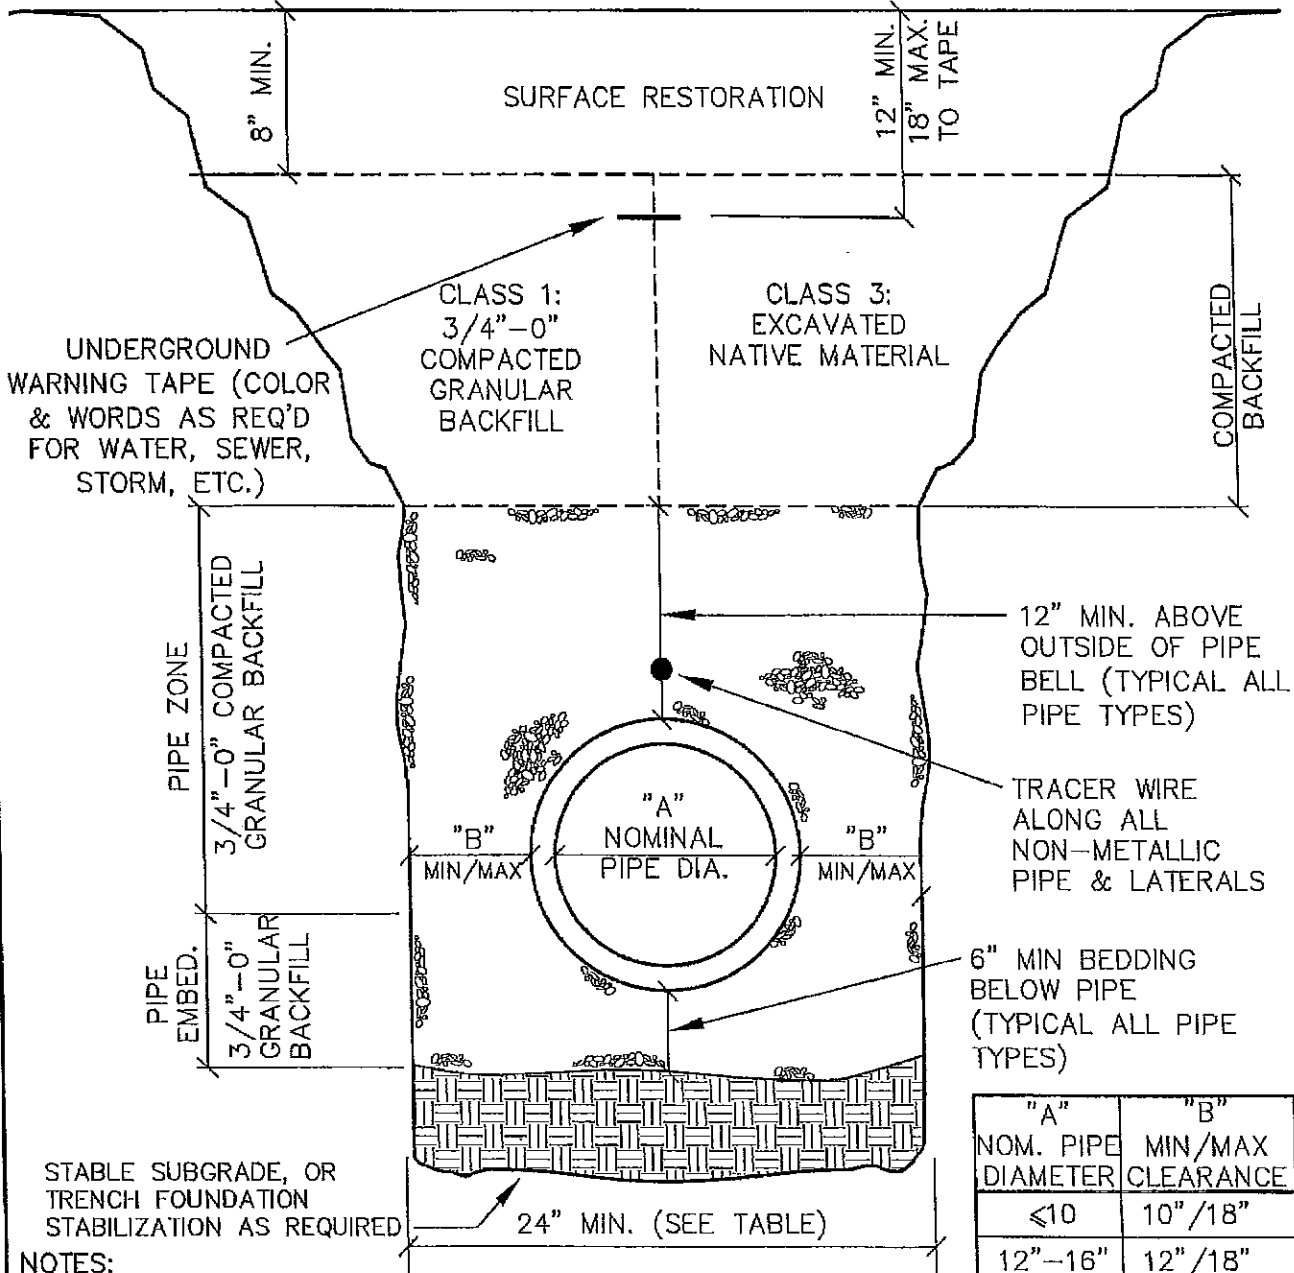 8" MIN.
SURFACE RESTORATION
12" MIN.
18" MAX.
TO TAPE
CLASS 1:
3/4"-0"
COMPACTED
GRANULAR
BACKFILL
CLASS 3:
EXCAVATED
NATIVE MATERIAL
COMPACTED
BACKFILL
UNDERGROUND
WARNING TAPE (COLOR
& WORDS AS REQ'D
FOR WATER, SEWER,
STORM, ETC.)
PIPE ZONE
3/4"-0" COMPACTED
GRANULAR BACKFILL
12" MIN. ABOVE
OUTSIDE OF PIPE
BELL (TYPICAL ALL
PIPE TYPES)
TRACER WIRE
ALONG ALL
NON-METALLIC
PIPE & LATERALS
"B"
MIN/MAX
"A"
NOMINAL
PIPE DIA.
"B"
MIN/MAX
PIPE
EMBED.
3/4"-0"
GRANULAR
BACKFILL
6" MIN BEDDING
BELOW PIPE
(TYPICAL ALL PIPE
TYPES)
STABLE SUBGRADE, OR
TRENCH FOUNDATION
STABILIZATION AS REQUIRED
24" MIN. (SEE TABLE)
"A" "B"
NOM. PIPE MIN/MAX
DIAMETER CLEARANCE
≤10 10"/18"
12"-16" 12"/18"
NOTES: